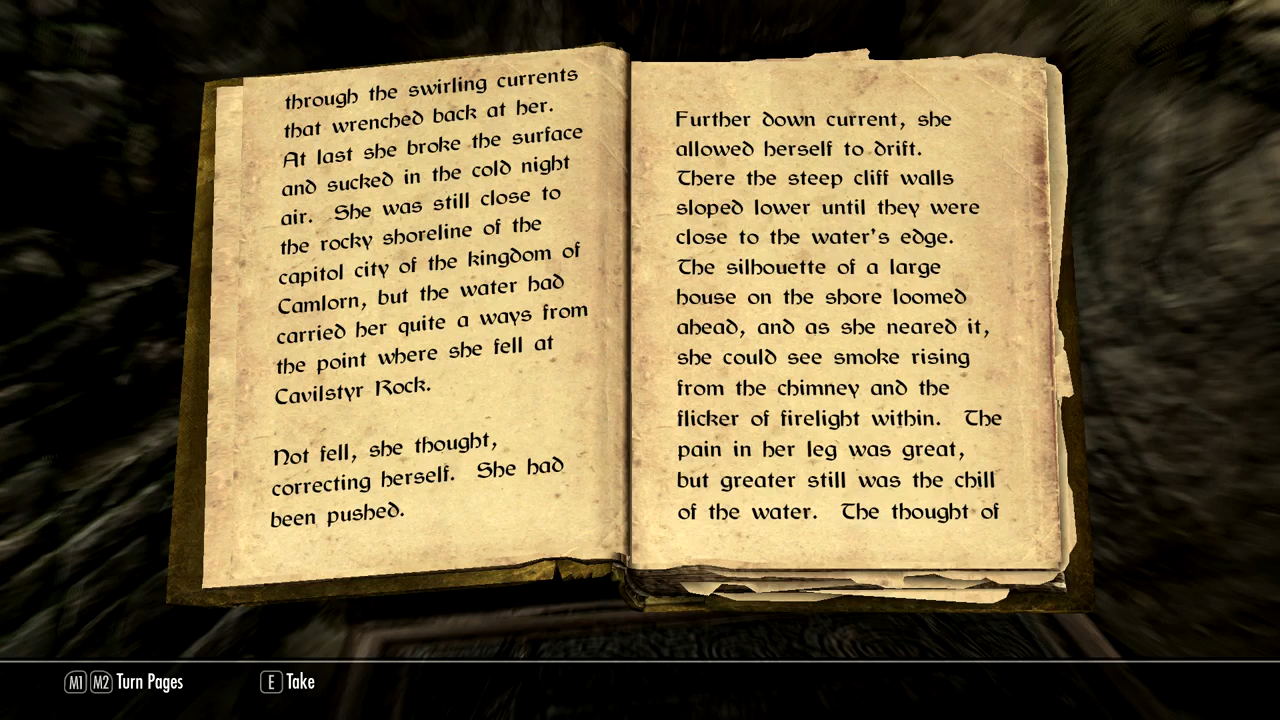 through the swirling currents
that wrenched back at her.
At last she broke the surface
and sucked in the cold night
air.  She was still close to
the rocky shoreline of the
capitol city of the kingdom of
Camlorn, but the water had
carried her quite a ways from
the point where she fell at
Cavilstyr Rock.
Not fell, she thought,
correcting herself.  She had
been pushed.
Further down current, she
allowed herself to drift.
There the steep cliff walls
sloped lower until they were
close to the water's edge.
The silhouette of a large
house on the shore loomed
ahead, and as she neared it,
she could see smoke rising
from the chimney and the
flicker of firelight within.  The
pain in her leg was great,
but greater still was the chill
of the water.  The thought of
M1 M2 Turn Pages
E Take